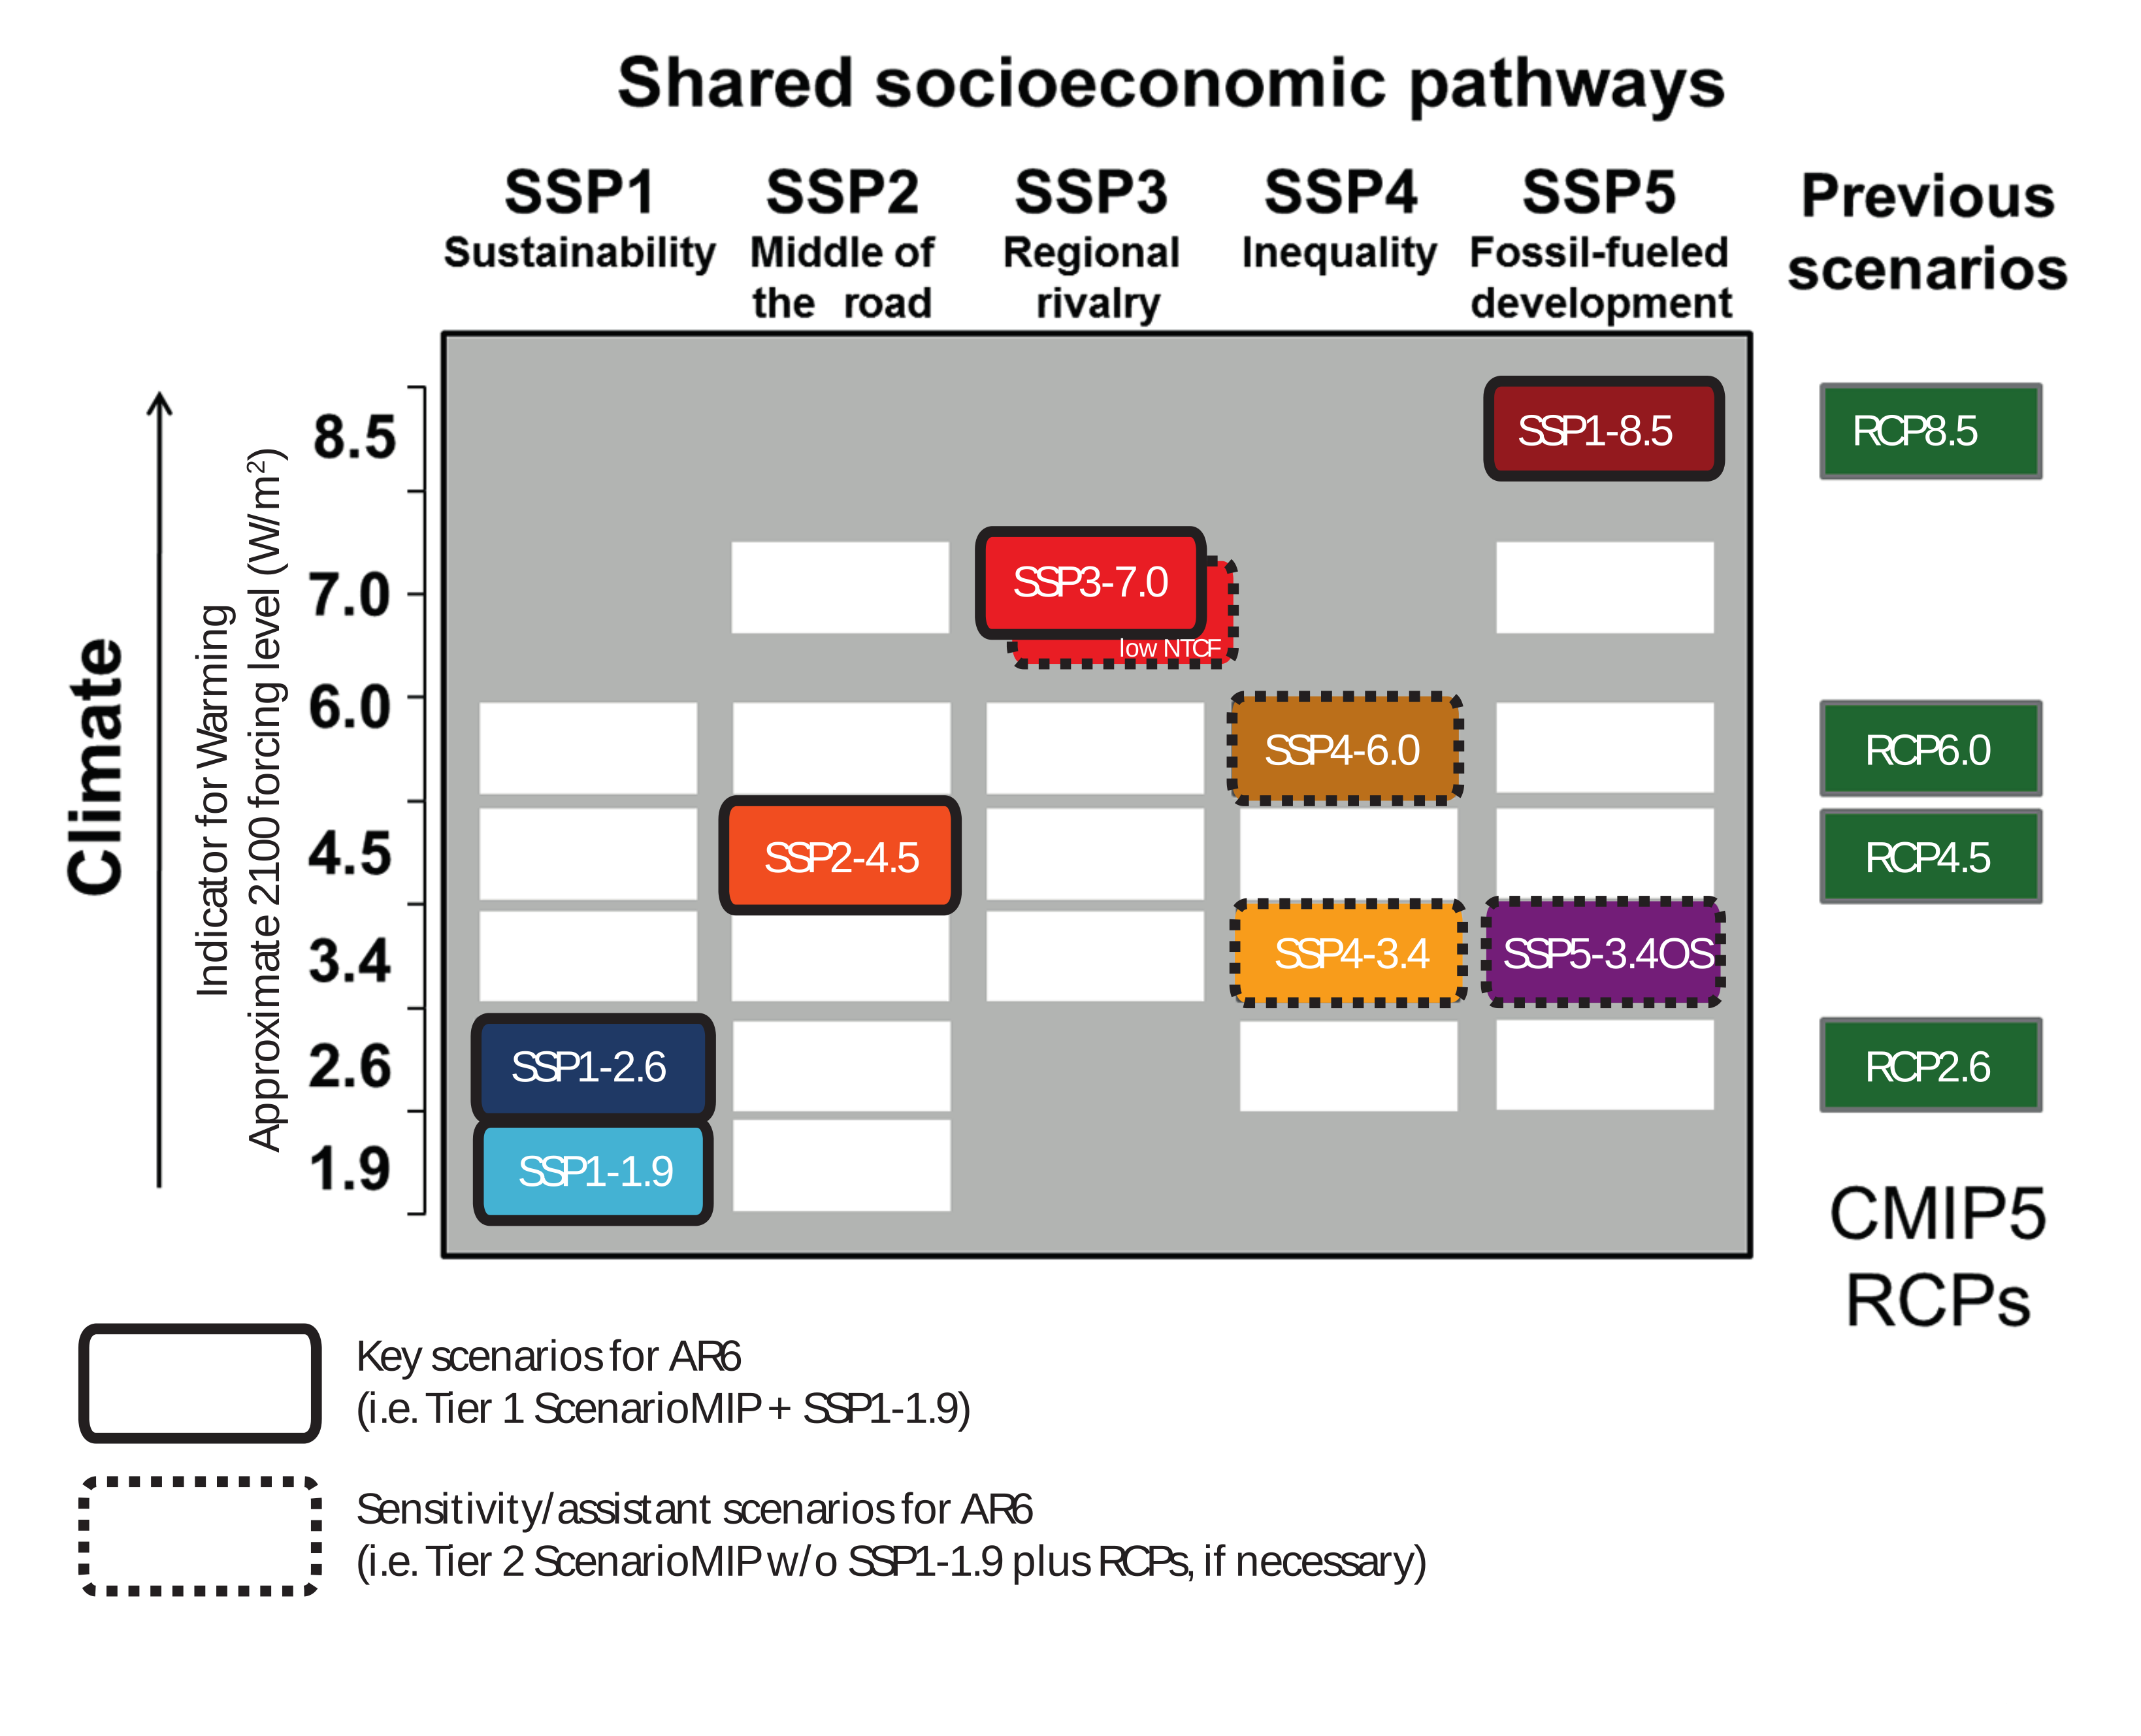 Shared socioeconomic pathways
SSP1
Sustainability
SSP2
Middle of
the road
SSP3
Regional
rivalry
SSP4
Inequality
SSP5
Fossil-fueled
development
Previous
scenarios
Climate
Indicator for Warming
Approximate 2100 forcing level (W/m²)
8.5
SSP1-8.5
RCP8.5
7.0
SSP3-7.0
low NTCF
6.0
SSP4-6.0
RCP6.0
4.5
SSP2-4.5
RCP4.5
3.4
SSP4-3.4
SSP5-3.4OS
2.6
SSP1-2.6
RCP2.6
1.9
SSP1-1.9
CMIP5
RCPs
Key scenarios for AR6
(i.e. Tier 1 ScenarioMIP + SSP1-1.9)
Sensitivity/assistant scenarios for AR6
(i.e. Tier 2 ScenarioMIP w/o SSP1-1.9 plus RCPs, if necessary)